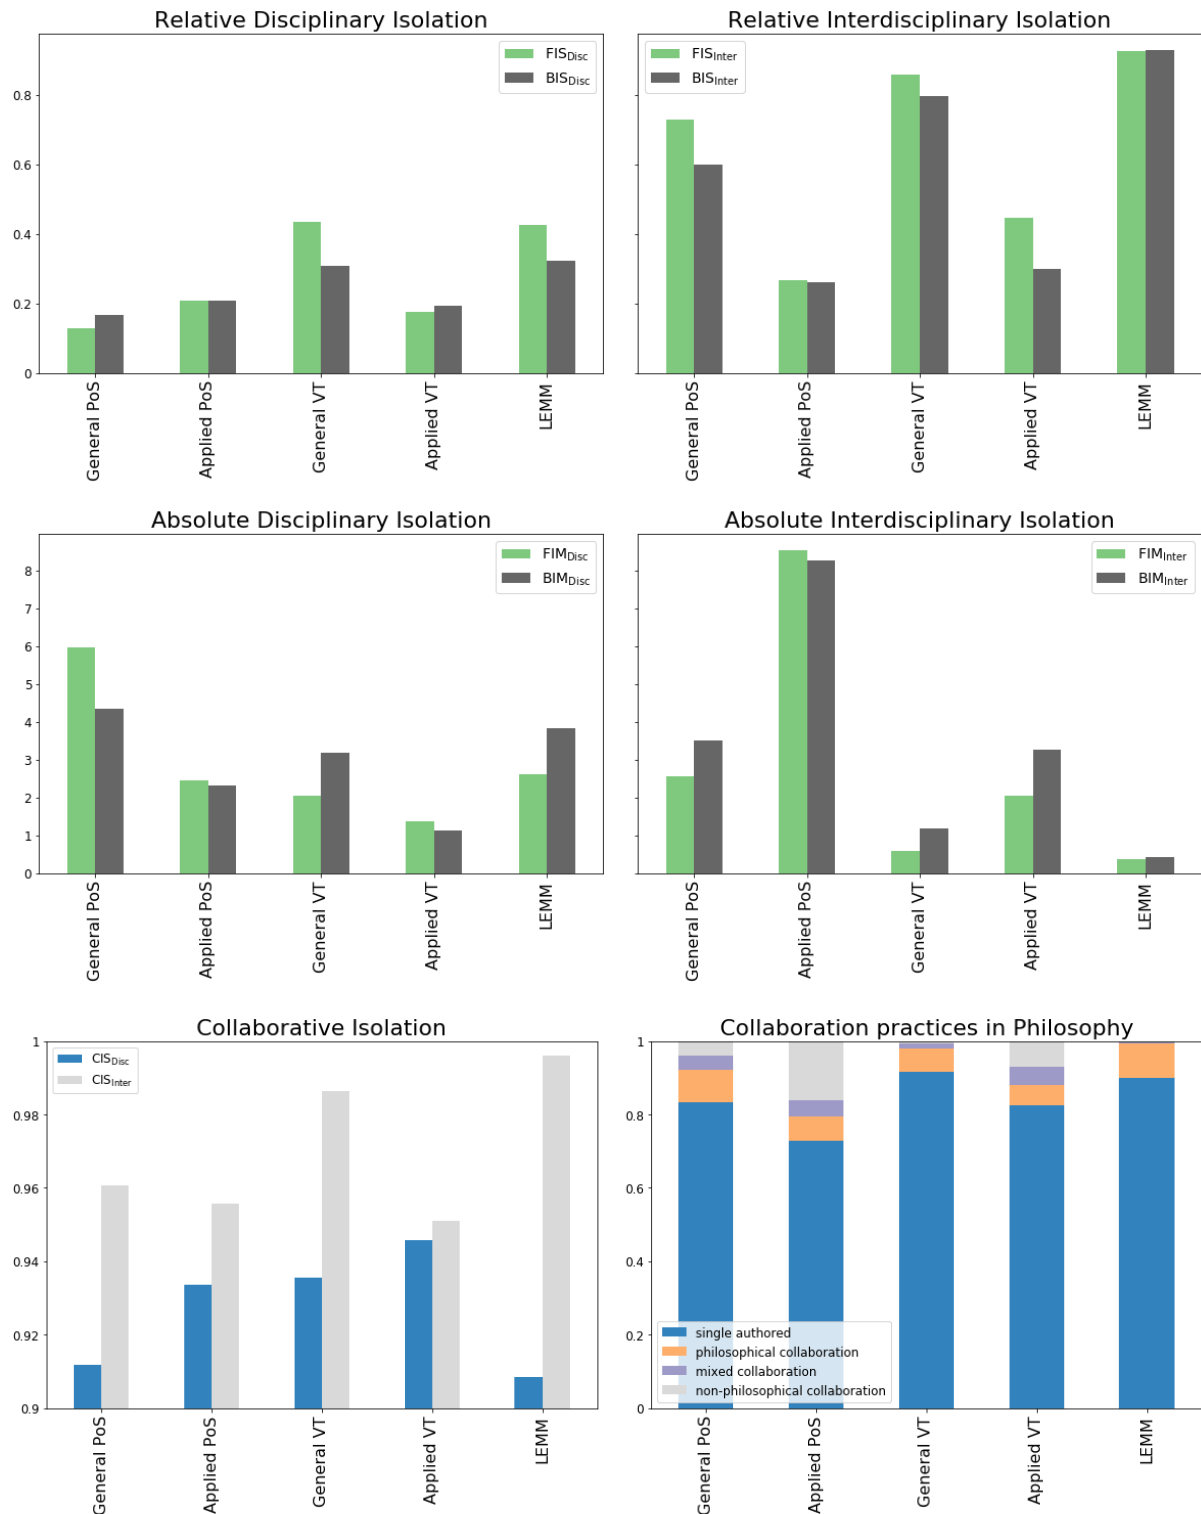 Relative Disciplinary Isolation
FIS_Disc
BIS_Disc
0.8
0.6
0.4
0.2
0
General PoS
Applied PoS
General VT
Applied VT
LEMM
Relative Interdisciplinary Isolation
FIS_Inter
BIS_Inter
General PoS
Applied PoS
General VT
Applied VT
LEMM
Absolute Disciplinary Isolation
FIM_Disc
BIM_Disc
8
7
6
5
4
3
2
1
0
General PoS
Applied PoS
General VT
Applied VT
LEMM
Absolute Interdisciplinary Isolation
FIM_Inter
BIM_Inter
General PoS
Applied PoS
General VT
Applied VT
LEMM
Collaborative Isolation
CIS_Disc
CIS_Inter
1
0.98
0.96
0.94
0.92
0.9
General PoS
Applied PoS
General VT
Applied VT
LEMM
Collaboration practices in Philosophy
1
0.8
0.6
0.4
0.2
0
single authored
philosophical collaboration
mixed collaboration
non-philosophical collaboration
General PoS
Applied PoS
General VT
Applied VT
LEMM